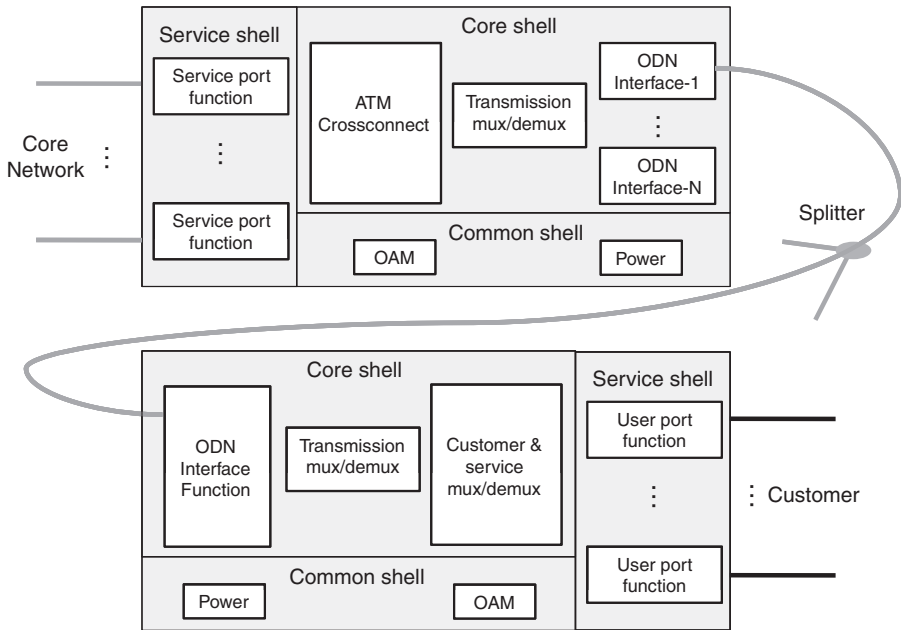 Service shell
Core shell
Service port
function
⋮
Service port
function
Core
Network
⋮
ATM
Crossconnect
Transmission
mux/demux
ODN
Interface-1
⋮
ODN
Interface-N
Common shell
OAM
Power
Splitter
Core shell
ODN
Interface
Function
Transmission
mux/demux
Customer &
service
mux/demux
Service shell
User port
function
⋮
User port
function
⋮ Customer
Common shell
Power
OAM